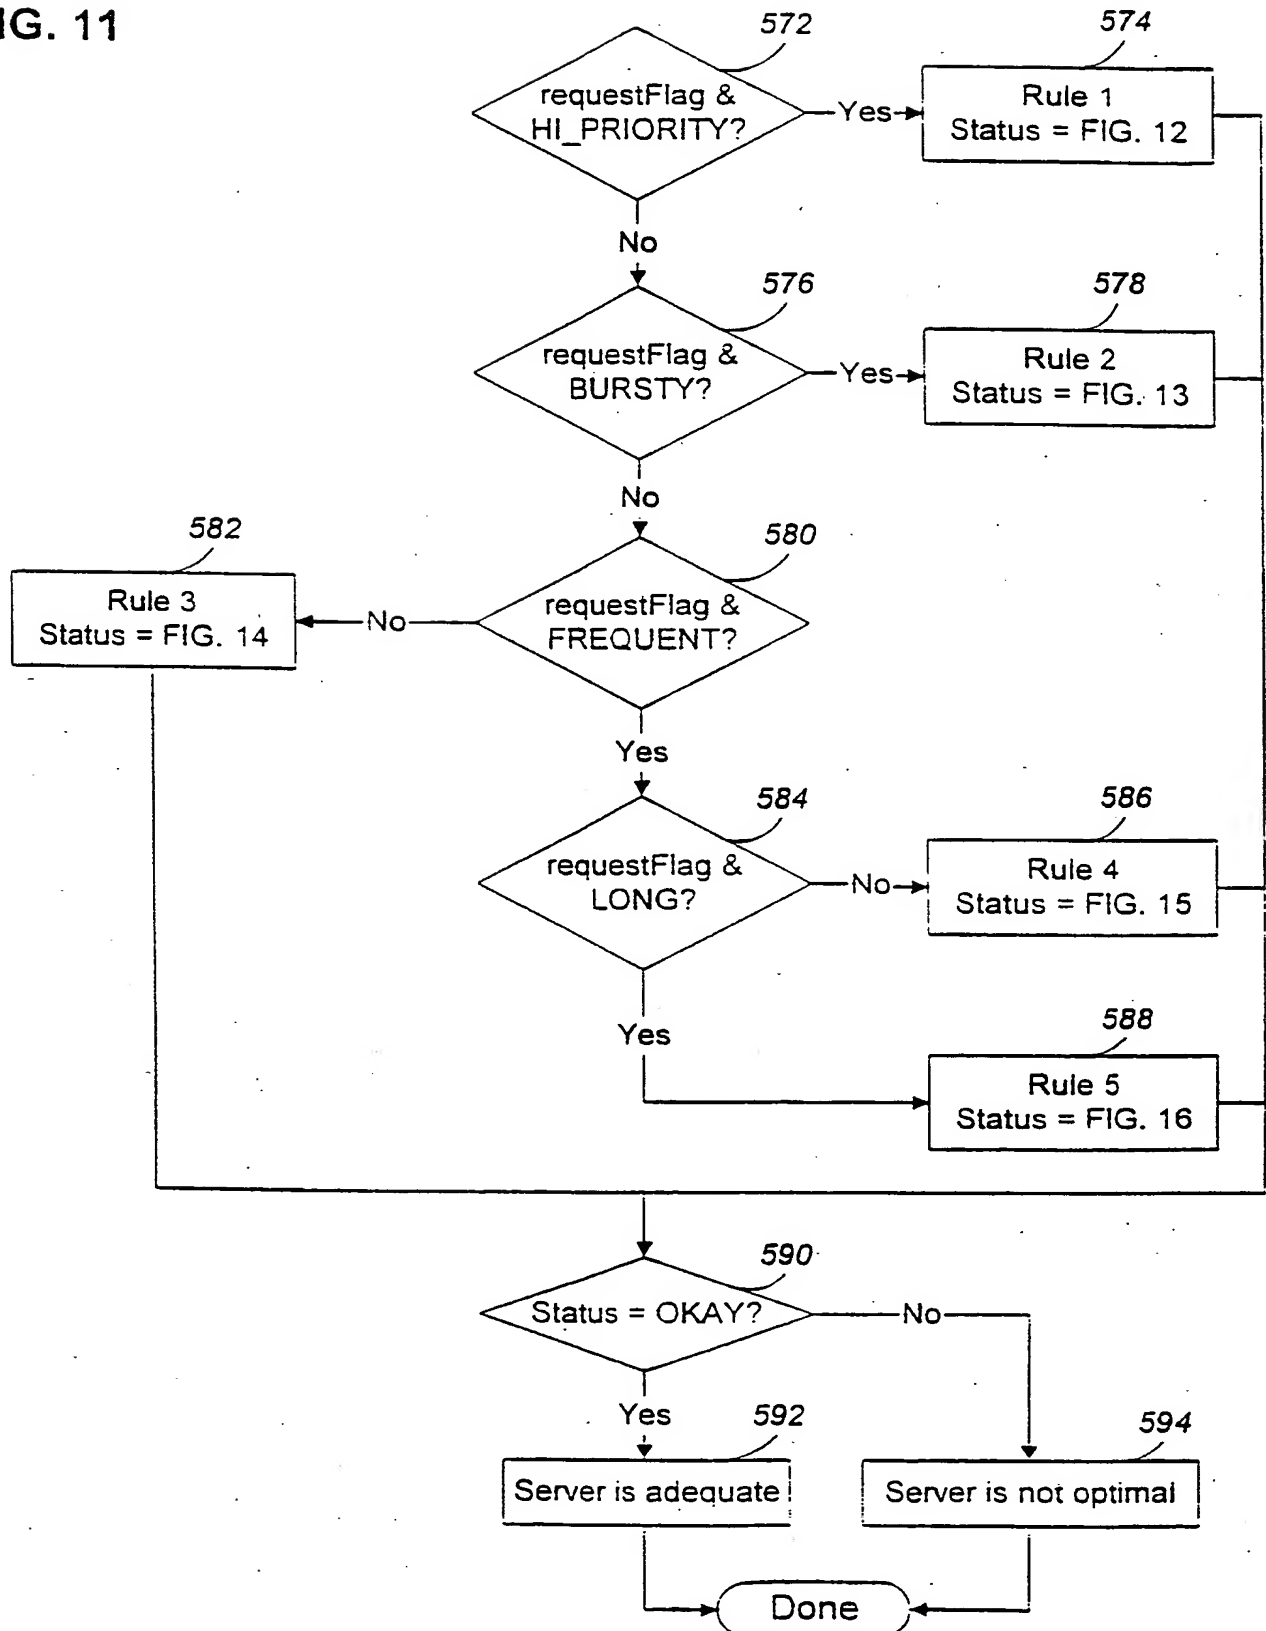 IG. 11
572
requestFlag &
HI_PRIORITY?
Yes
574
Rule 1
Status = FIG. 12
No
576
requestFlag &
BURSTY?
Yes
578
Rule 2
Status = FIG. 13
No
580
requestFlag &
FREQUENT?
No
582
Rule 3
Status = FIG. 14
Yes
584
requestFlag &
LONG?
No
586
Rule 4
Status = FIG. 15
Yes
588
Rule 5
Status = FIG. 16
590
Status = OKAY?
No
Yes
592
Server is adequate
594
Server is not optimal
Done